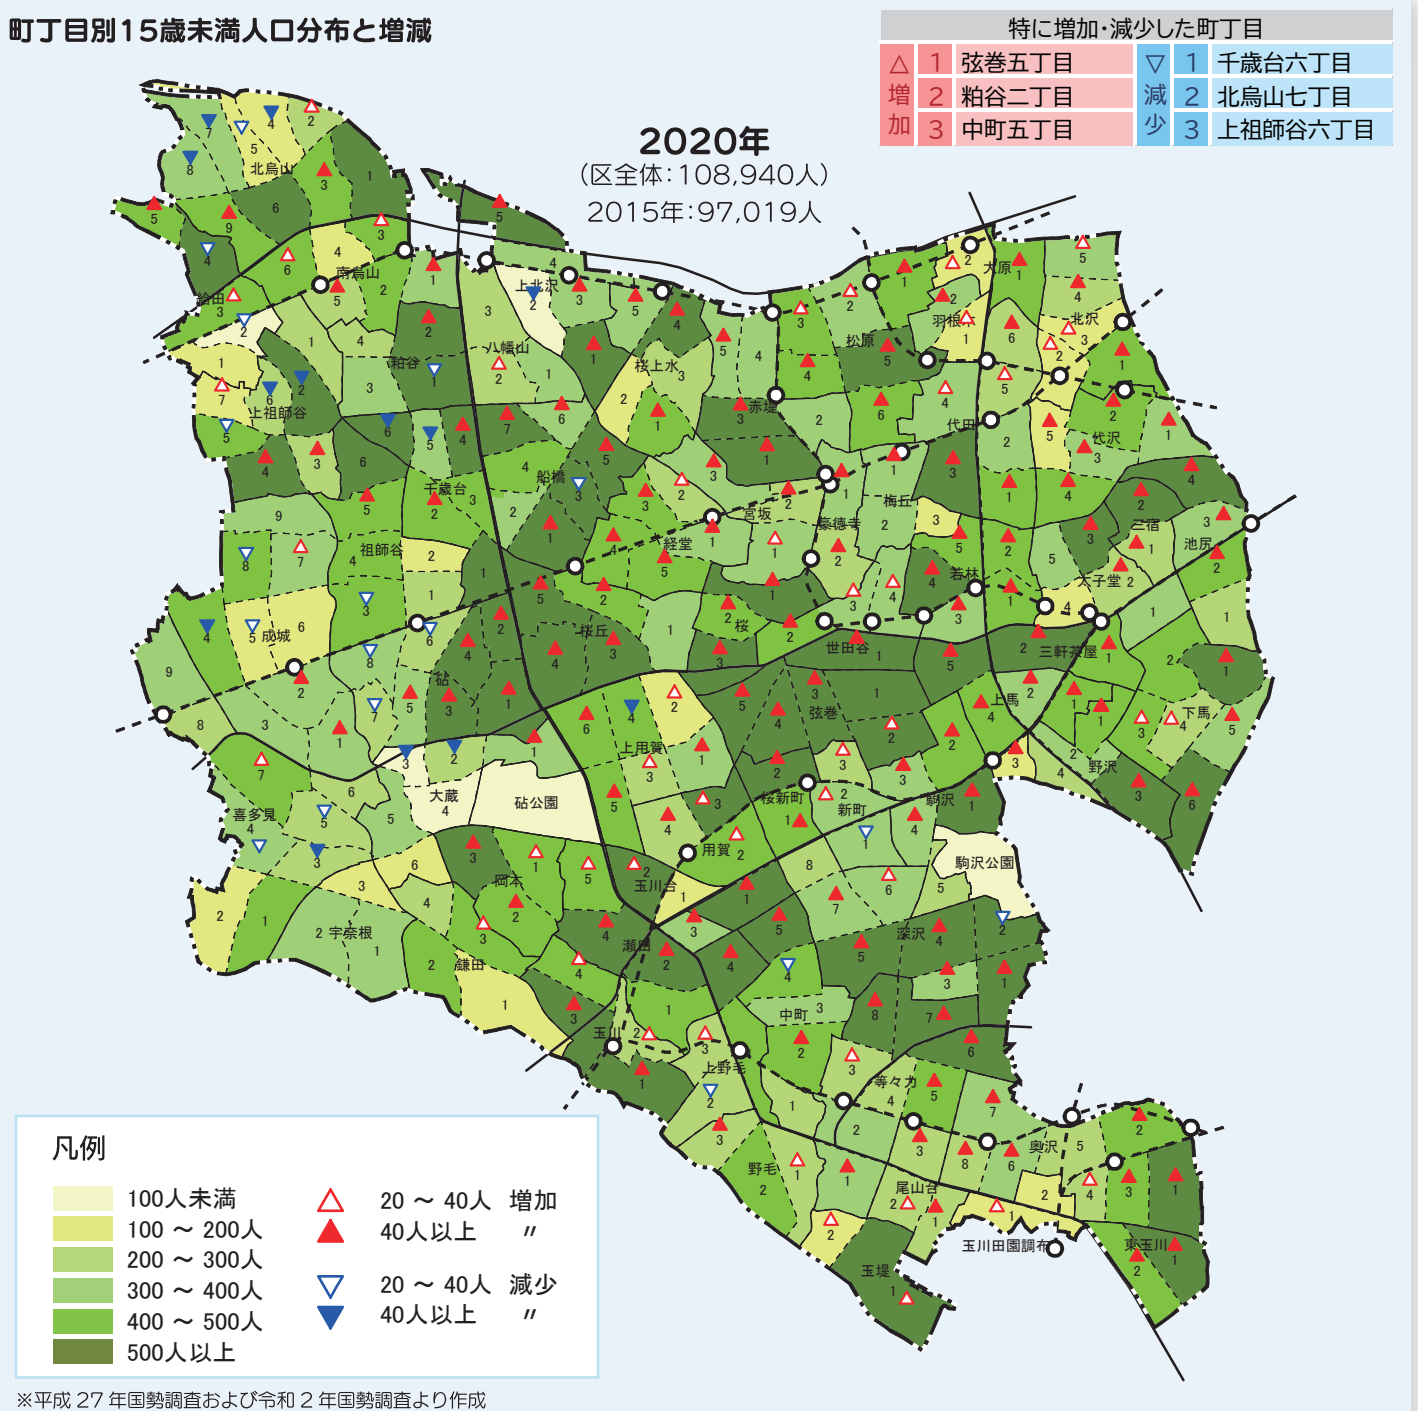 町丁目別15歳未満人口分布と増減
特に増加・減少した町丁目
△増加
1 弦巻五丁目
2 粕谷二丁目
3 中町五丁目
▽減少
1 千歳台六丁目
2 北烏山七丁目
3 上祖師谷六丁目
2020年
（区全体：108,940人）
2015年：97,019人
北烏山
南烏山
給田
上北沢
八幡山
粕谷
上祖師谷
桜上水
赤堤
松原
羽根木
大原
北沢
代田
代沢
千歳台
船橋
祖師谷
経堂
宮坂
豪徳寺
梅丘
若林
三宿
池尻
太子堂
三軒茶屋
世田谷
桜
桜丘
成城
砧
上用賀
弦巻
上馬
下馬
野沢
駒沢
駒沢公園
新町
桜新町
用賀
玉川台
大蔵
砧公園
喜多見
岡本
宇奈根
鎌田
瀬田
玉川
上野毛
中町
深沢
等々力
野毛
尾山台
奥沢
玉川田園調布
東玉川
玉堤
凡例
100人未満
100 ～ 200人
200 ～ 300人
300 ～ 400人
400 ～ 500人
500人以上
20 ～ 40人 増加
40人以上 〃
20 ～ 40人 減少
40人以上 〃
※平成 27 年国勢調査および令和 2 年国勢調査より作成